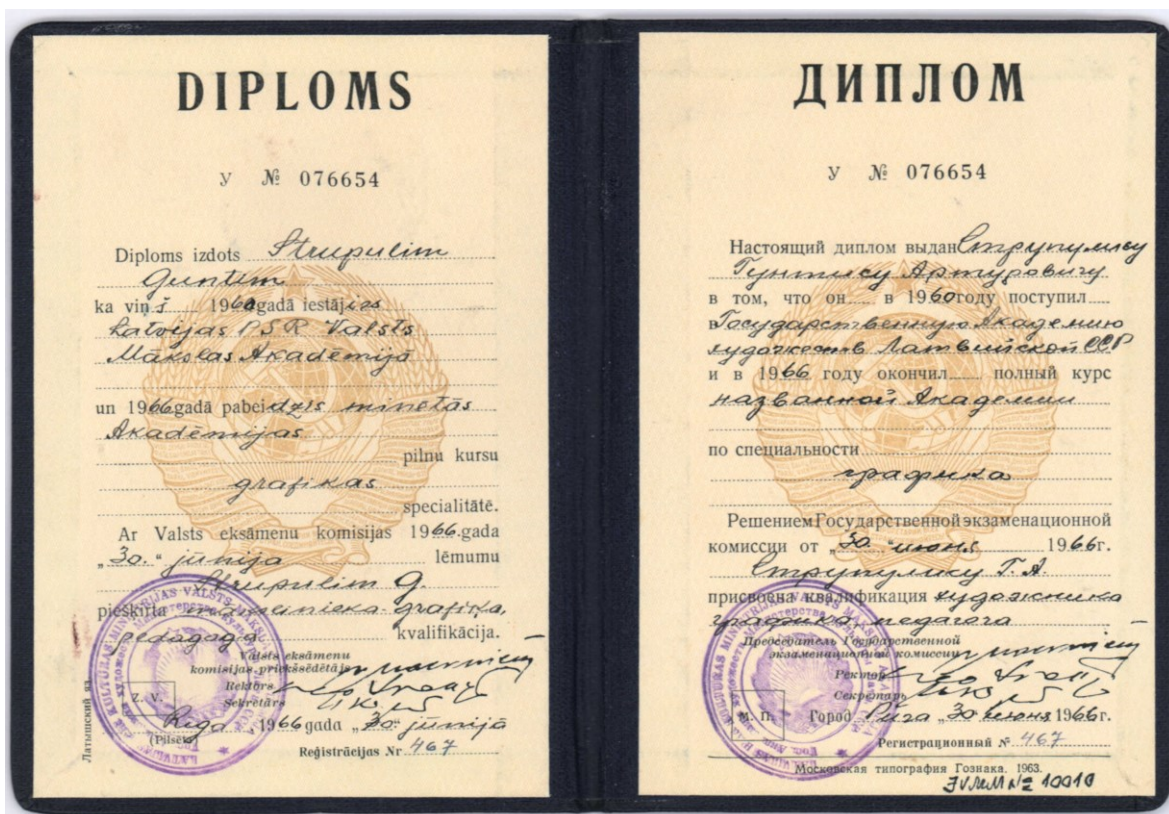 DIPLOMS
У № 076654
Diploms izdots Strupulim
Guntim
ka viņš 1960 gadā iestājies
Latvijas PSR Valsts
Mākslas Akadēmijā
un 1966 gadā pabeidzis minētās
Akadēmijas
pilnu kursu
grafikas
specialitātē.
Ar Valsts eksāmenu komisijas 1966. gada
„30.“ jūnija lēmumu
Strupulim G.
piešķirta mākslinieka-grafiķa,
pedagoga kvalifikācija.
Valsts eksāmenu
komisijas priekšsēdētājs
Rektors
Sekretārs
Z. V.
Rīga 1966 gada „30“ jūnijā
(Pilsēta)
Reģistrācijas Nr 467
Латышский яз.
ДИПЛОМ
У № 076654
Настоящий диплом выдан Струпулису
Гунтису Артуровичу
в том, что он в 1960 году поступил
в Государственную Академию
художеств Латвийской ССР
и в 1966 году окончил полный курс
названной Академии
по специальности
графика
Решением Государственной экзаменационной
комиссии от „30“ июня 1966г.
Струпулису Г. А.
присвоена квалификация художника
графика, педагога
Председатель Государственной
экзаменационной комиссии
Ректор
Секретарь
М. П.
Город Рига „30“ июня 1966г.
Регистрационный № 467
Московская типография Гознака. 1963.
№ 10010